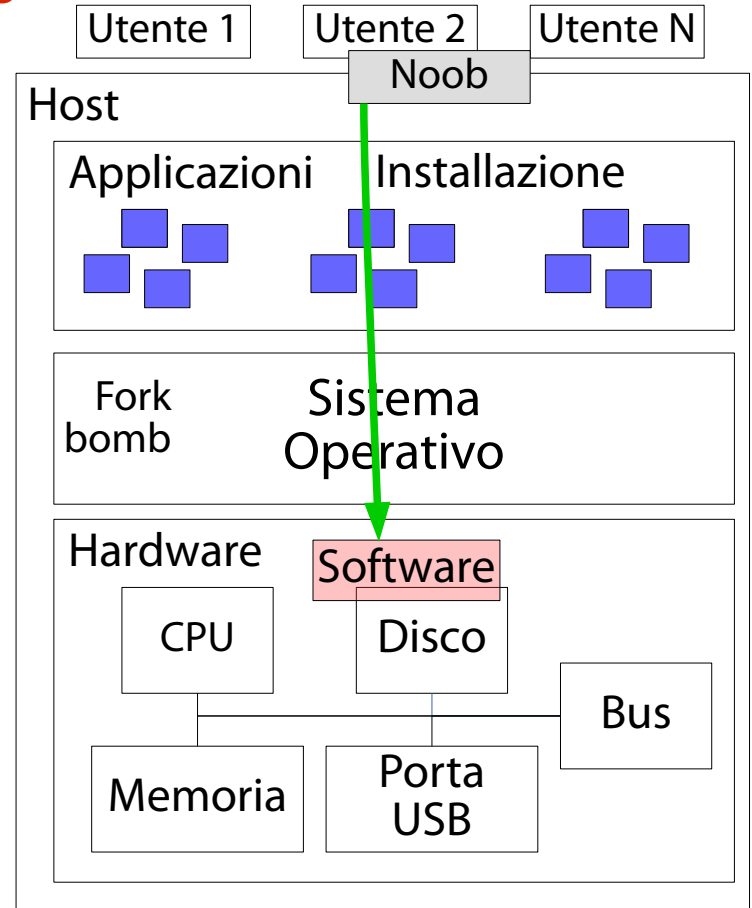 Utente 1 Utente 2 Utente N
Noob
Host
Applicazioni Installazione
Fork
bomb
Sistema
Operativo
Hardware
Software
CPU
Disco
Bus
Memoria
Porta
USB